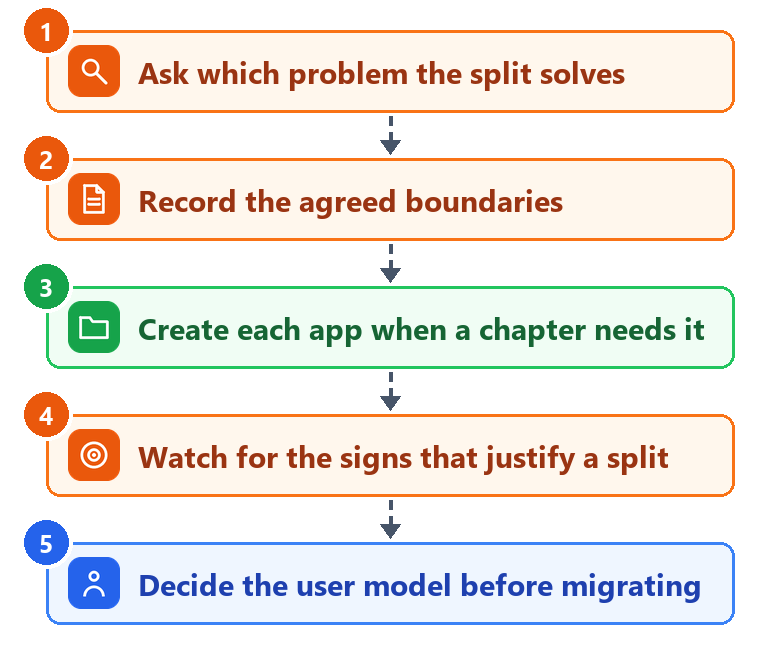 1
Ask which problem the split solves
2
Record the agreed boundaries
3
Create each app when a chapter needs it
4
Watch for the signs that justify a split
5
Decide the user model before migrating